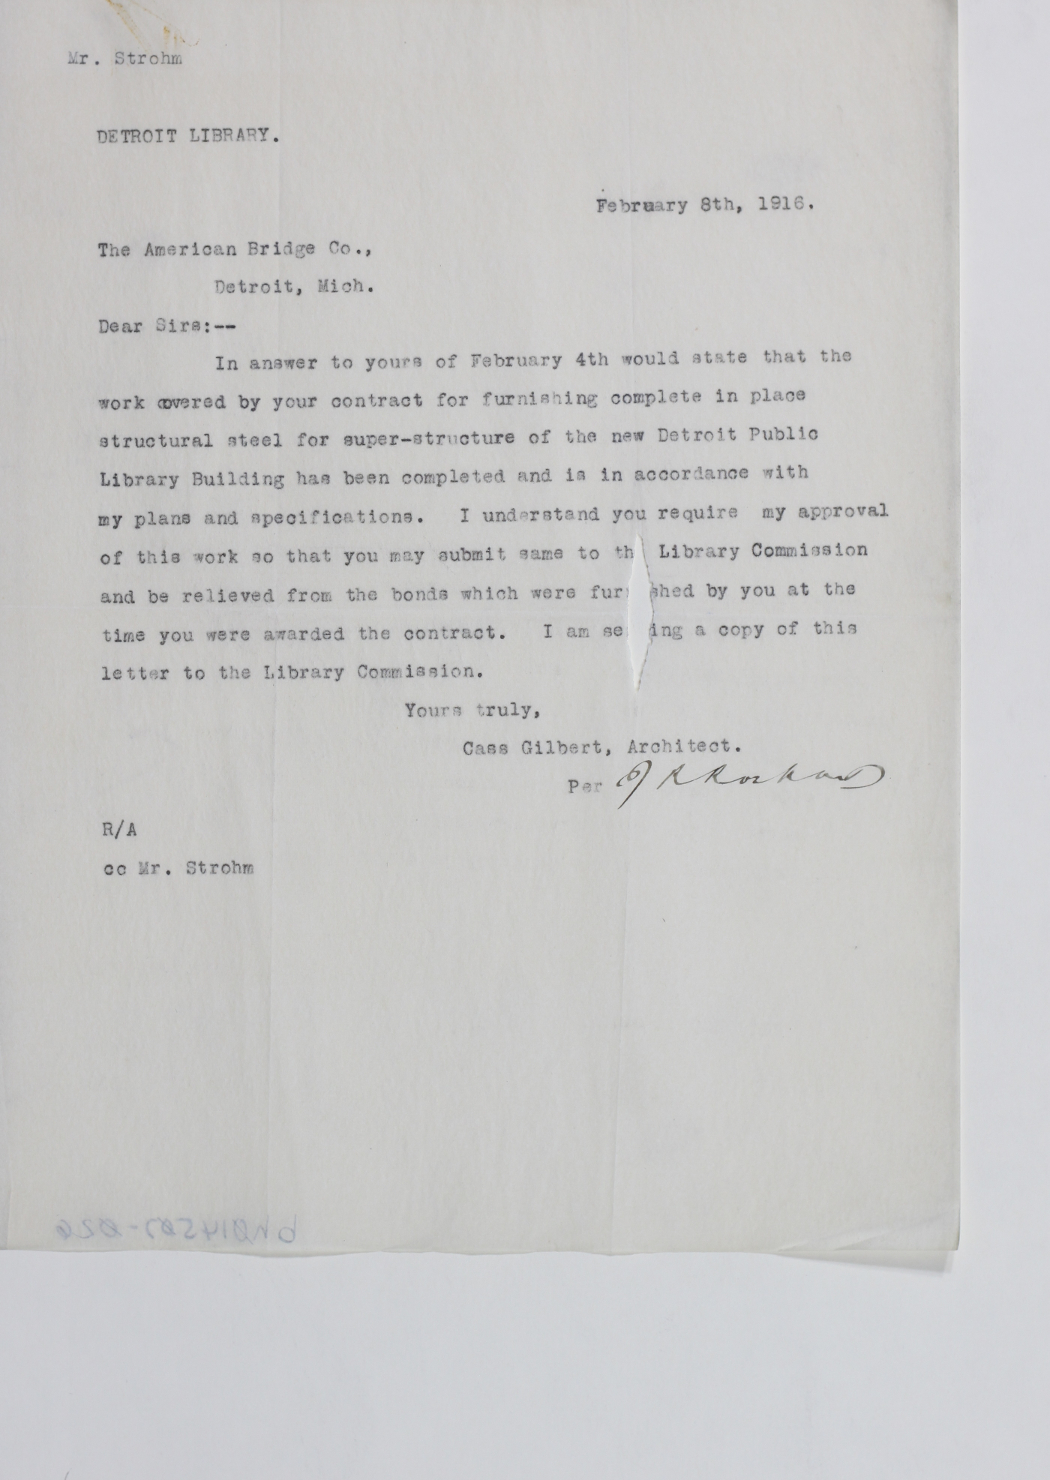 Mr. Strohm
DETROIT LIBRARY.
February 8th, 1916.
The American Bridge Co.,
Detroit, Mich.
Dear Sirs:--
In answer to yours of February 4th would state that the
work covered by your contract for furnishing complete in place
structural steel for super-structure of the new Detroit Public
Library Building has been completed and is in accordance with
my plans and specifications. I understand you require my approval
of this work so that you may submit same to th Library Commission
and be relieved from the bonds which were fur shed by you at the
time you were awarded the contract. I am se ing a copy of this
letter to the Library Commission.
Yours truly,
Cass Gilbert, Architect.
Per
R/A
cc Mr. Strohm